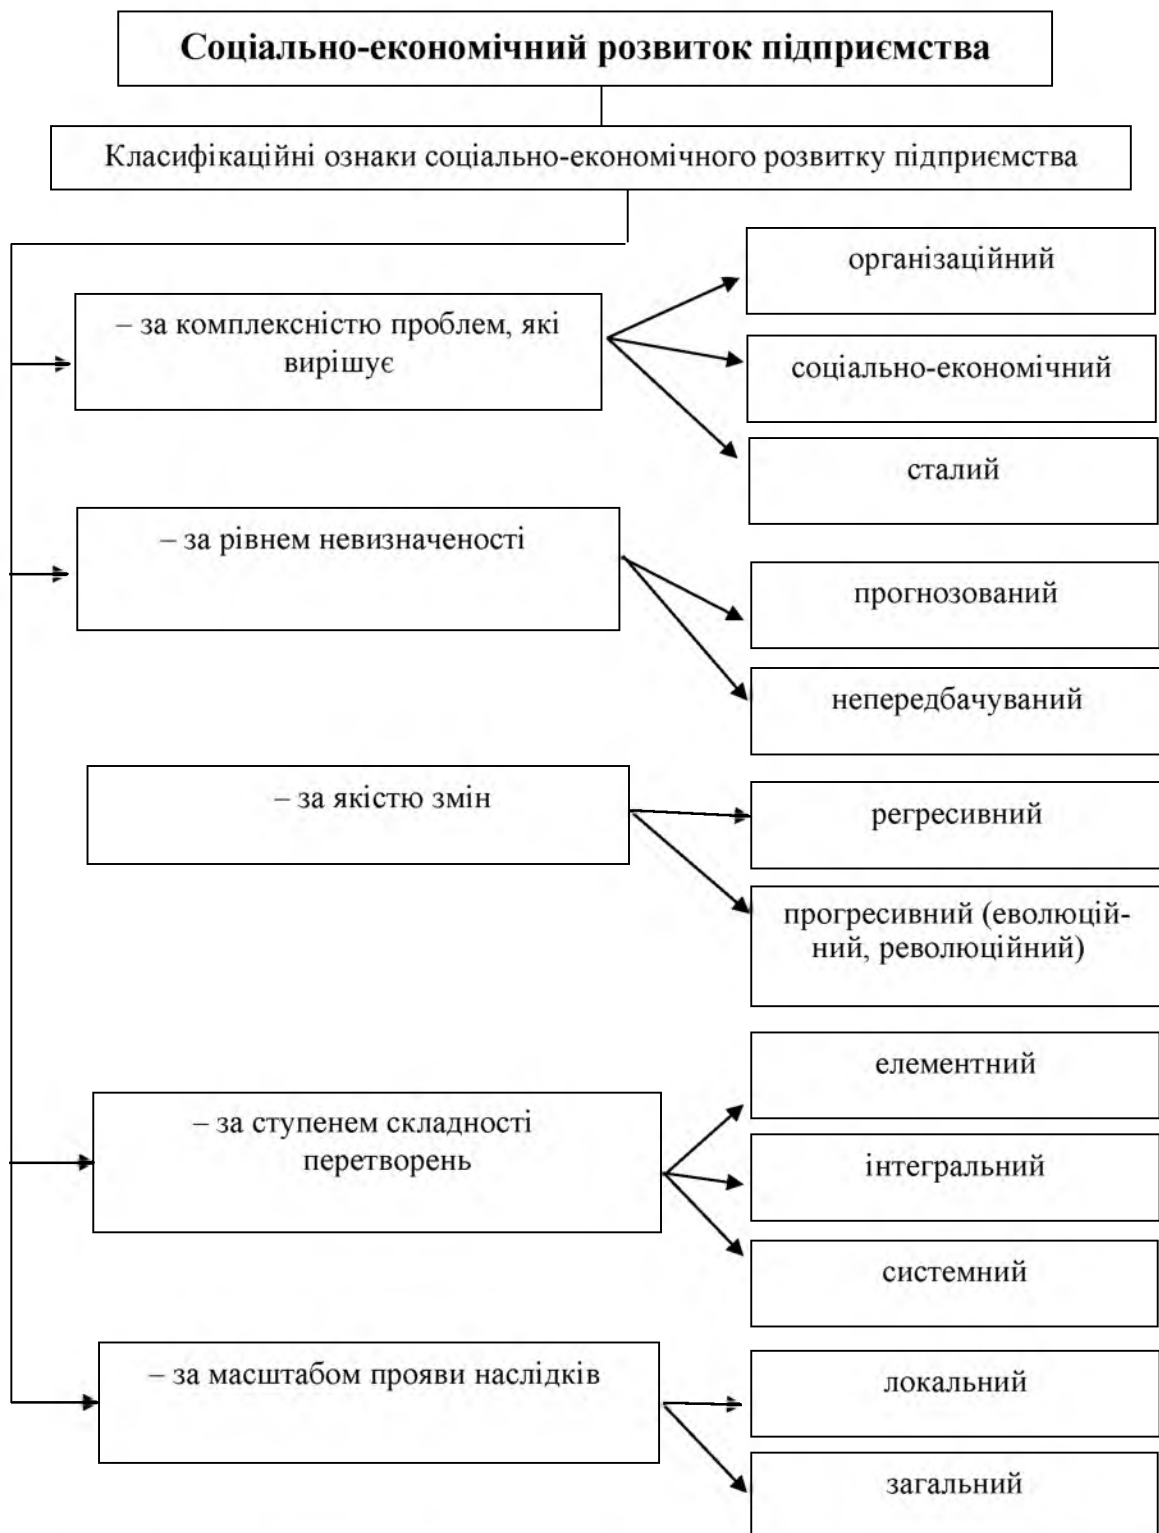 Соціально-економічний розвиток підприємства
Класифікаційні ознаки соціально-економічного розвитку підприємства
– за комплексністю проблем, які
вирішує
організаційний
соціально-економічний
сталий
– за рівнем невизначеності
прогнозований
непередбачуваний
– за якістю змін
регресивний
прогресивний (еволюцій-
ний, революційний)
– за ступенем складності
перетворень
елементний
інтегральний
системний
– за масштабом прояви наслідків
локальний
загальний